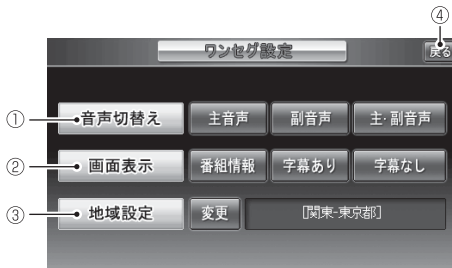 ④
ワンセグ設定 戻る
① 音声切替え 主音声 副音声 主・副音声
② 画面表示 番組情報 字幕あり 字幕なし
③ 地域設定 変更 [関東-東京都]